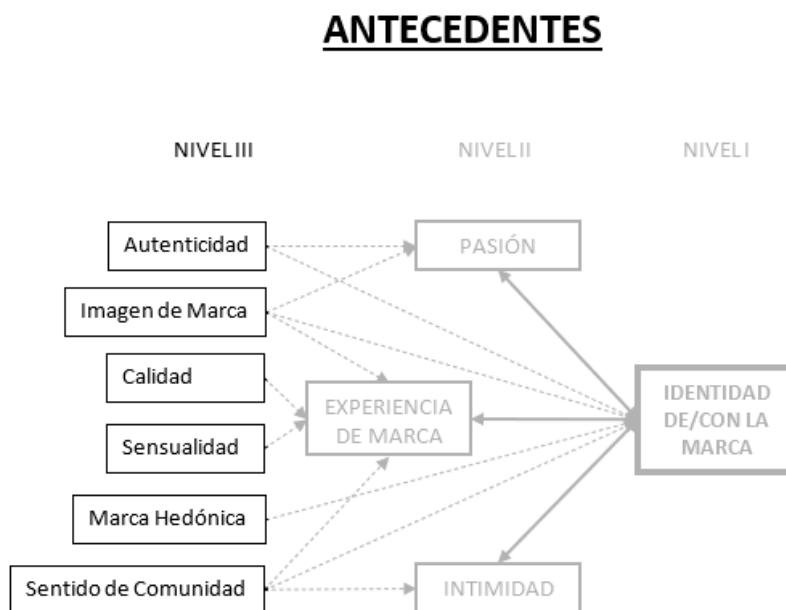 ANTECEDENTES
NIVEL III
NIVEL II
NIVEL I
Autenticidad
PASIÓN
Imagen de Marca
Calidad
EXPERIENCIA
DE MARCA
IDENTIDAD
DE/CON LA
MARCA
Sensualidad
Marca Hedónica
Sentido de Comunidad
INTIMIDAD